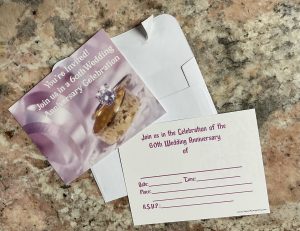 You're Invited!
Join us in a 60th Wedding
Anniversary Celebration
Join us in the Celebration of the
60th Wedding Anniversary
of
Date: Time:
Place:
R.S.V.P.: